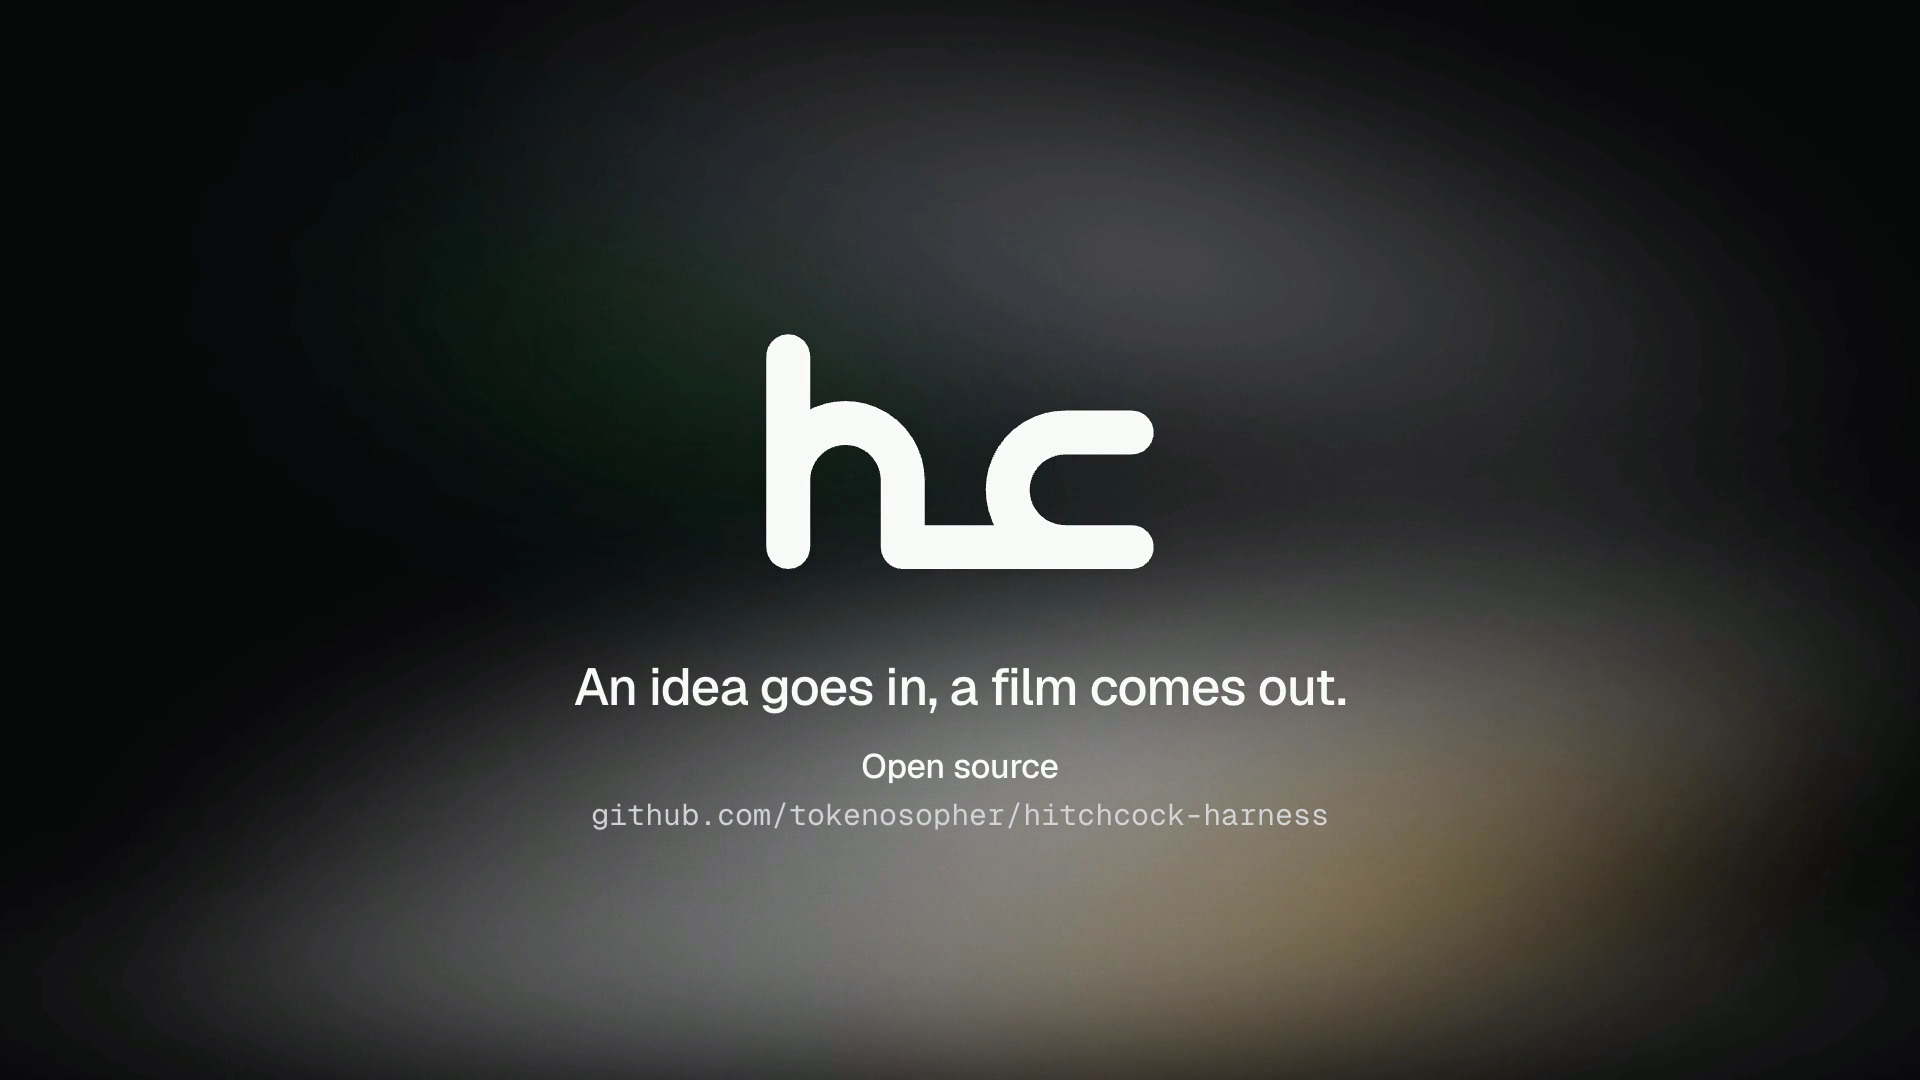 hc
An idea goes in, a film comes out.
Open source
github.com/tokenosopher/hitchcock-harness